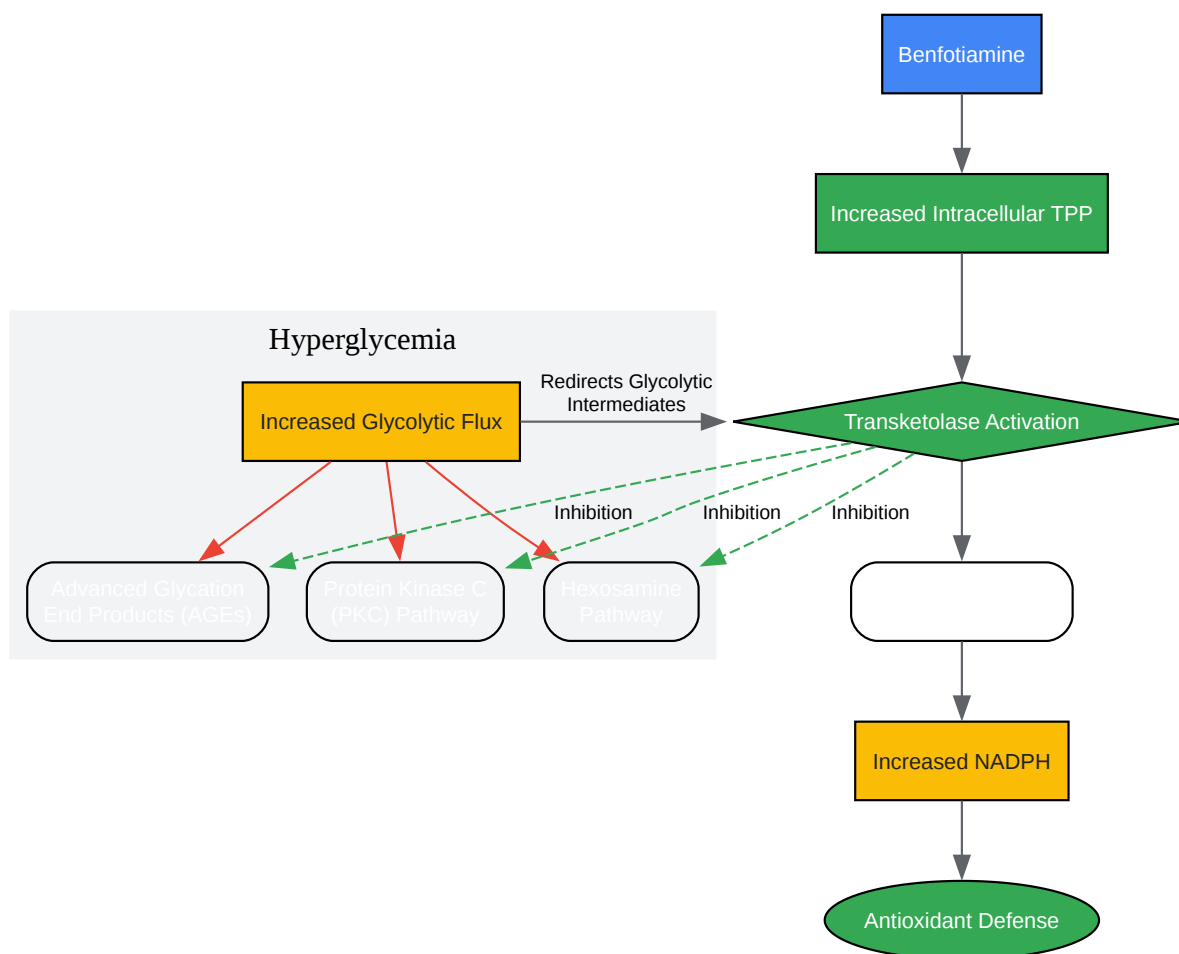 Benfotiamine
Increased Intracellular TPP
Hyperglycemia
Redirects Glycolytic
Intermediates
Increased Glycolytic Flux
Transketolase Activation
Inhibition
Inhibition
Inhibition
Advanced Glycation
End Products (AGEs)
Protein Kinase C
(PKC) Pathway
Hexosamine
Pathway
Increased NADPH
Antioxidant Defense